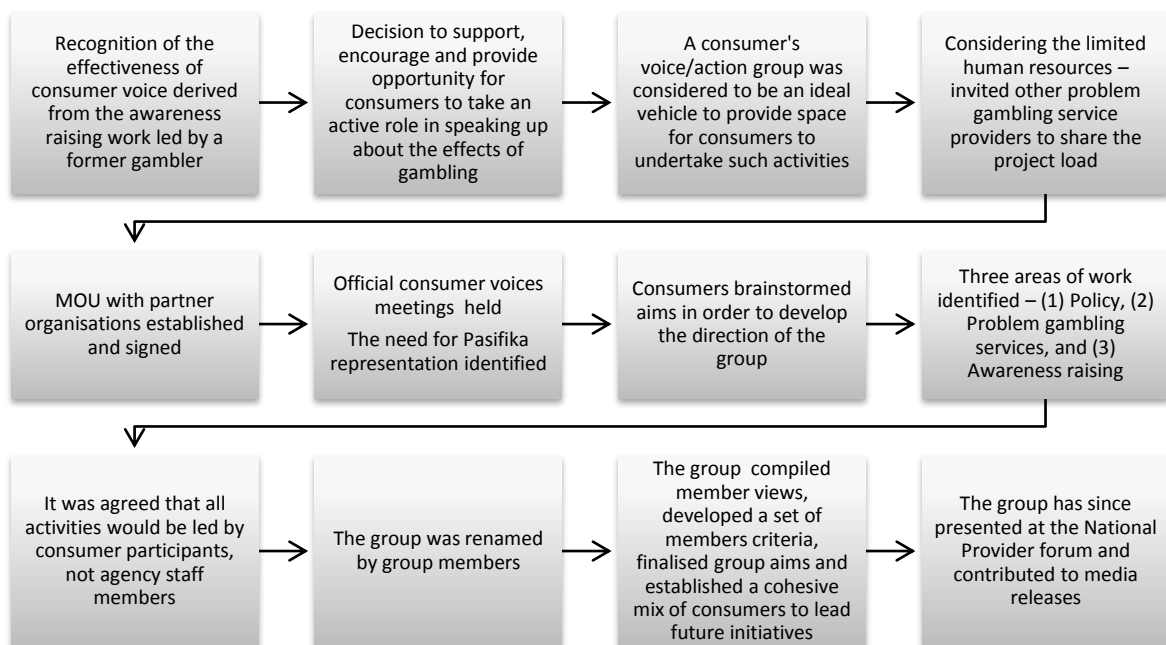 Recognition of the
effectiveness of
consumer voice derived
from the awareness
raising work led by a
former gambler
Decision to support,
encourage and provide
opportunity for
consumers to take an
active role in speaking up
about the effects of
gambling
A consumer's
voice/action group was
considered to be an ideal
vehicle to provide space
for consumers to
undertake such activities
Considering the limited
human resources –
invited other problem
gambling service
providers to share the
project load
MOU with partner
organisations established
and signed
Official consumer voices
meetings held
The need for Pasifika
representation identified
Consumers brainstormed
aims in order to develop
the direction of the
group
Three areas of work
identified – (1) Policy, (2)
Problem gambling
services, and (3)
Awareness raising
It was agreed that all
activities would be led by
consumer participants,
not agency staff
members
The group was renamed
by group members
The group compiled
member views,
developed a set of
members criteria,
finalised group aims and
established a cohesive
mix of consumers to lead
future initiatives
The group has since
presented at the National
Provider forum and
contributed to media
releases